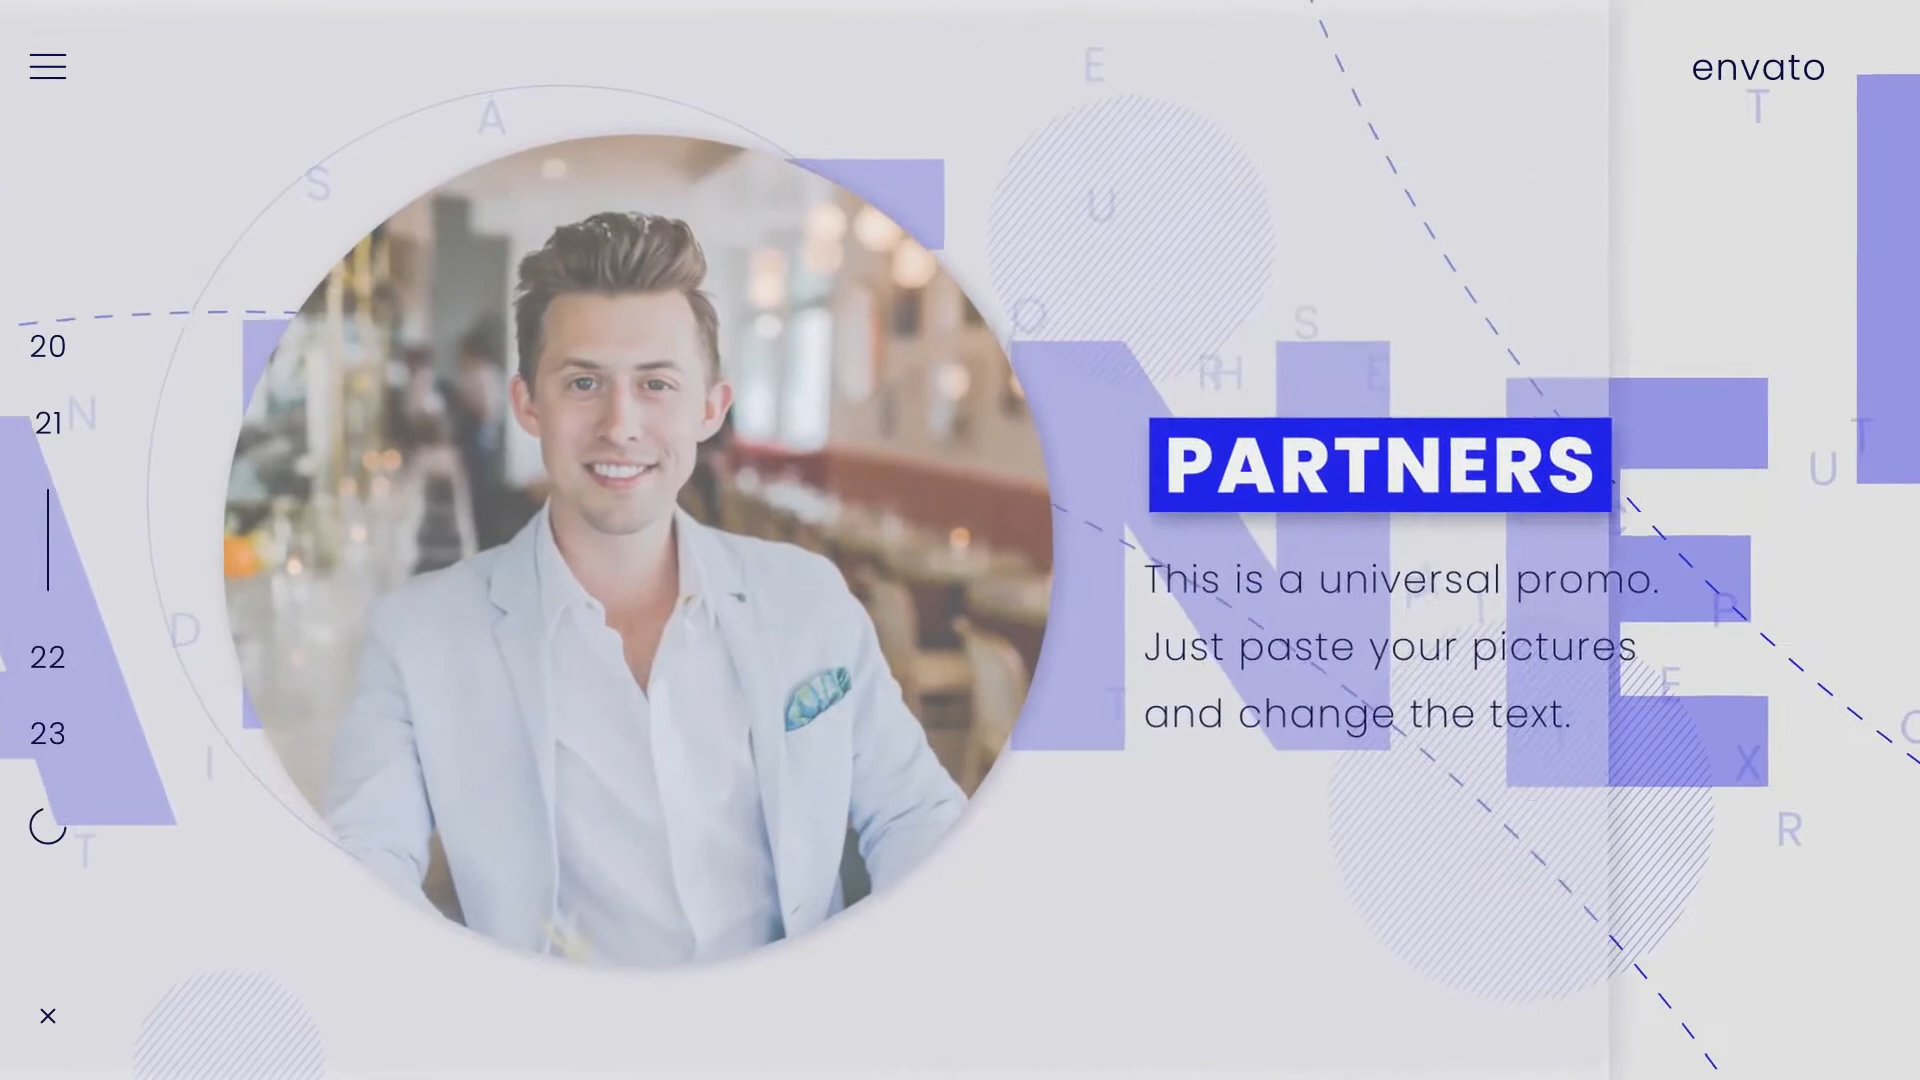 envato
20
21
22
23
PARTNERS
This is a universal promo.
Just paste your pictures
and change the text.
A
N
E
S
A
E
U
O
S
R
H
E
T
T
U
N
D
I
T
P
E
X
R